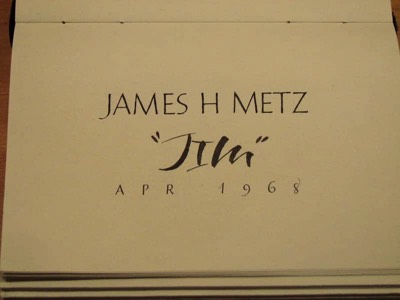 JAMES H METZ
"JIM"
APR 1968